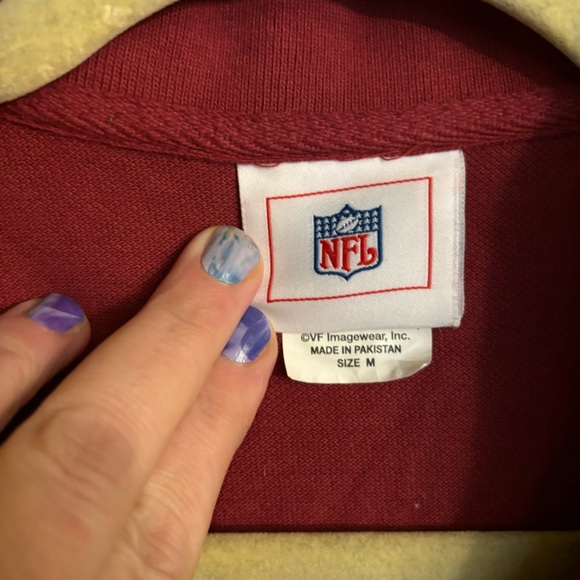 NFL
©VF Imagewear, Inc.
MADE IN PAKISTAN
SIZE M